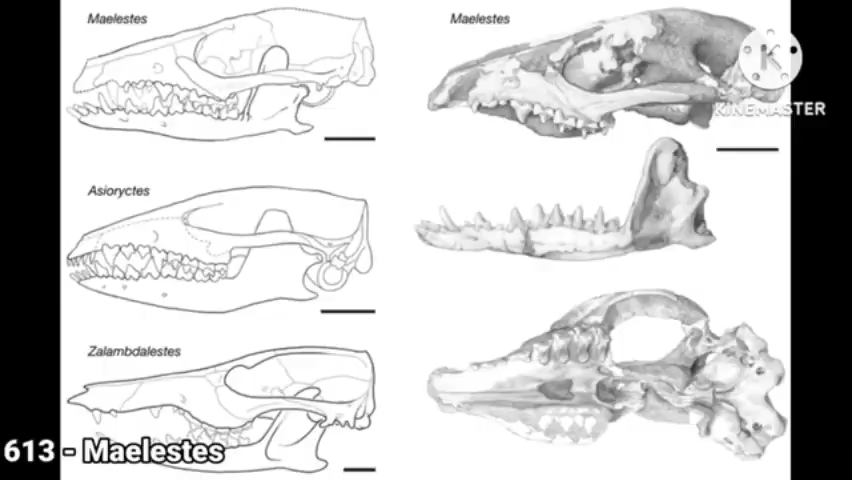 Maelestes
Maelestes
KINEMASTER
Asioryctes
Zalambdalestes
613 - Maelestes